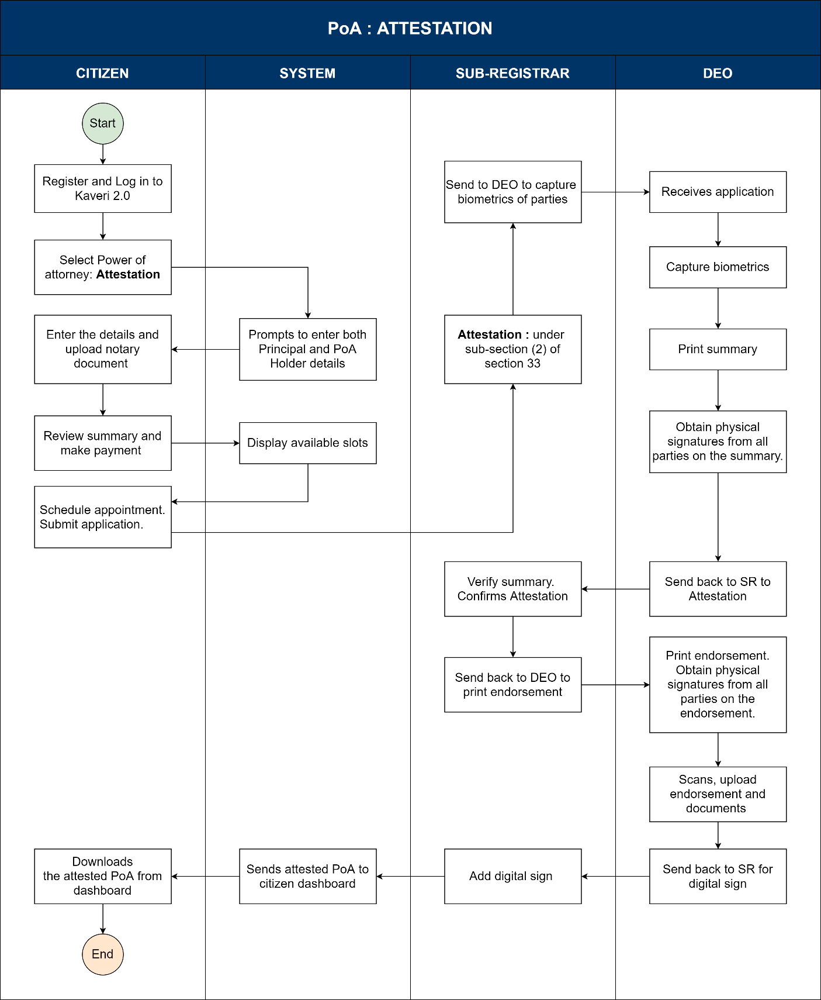 PoA : ATTESTATION
CITIZEN
SYSTEM
SUB-REGISTRAR
DEO
Start
Register and Log in to
Kaveri 2.0
Select Power of
attorney: Attestation
Prompts to enter both
Principal and PoA
Holder details
Enter the details and
upload notary
document
Review summary and
make payment
Display available slots
Schedule appointment.
Submit application.
Attestation : under
sub-section (2) of
section 33
Send to DEO to capture
biometrics of parties
Receives application
Capture biometrics
Print summary
Obtain physical
signatures from all
parties on the summary.
Send back to SR to
Attestation
Verify summary.
Confirms Attestation
Send back to DEO to
print endorsement
Print endorsement.
Obtain physical
signatures from all
parties on the
endorsement.
Scans, upload
endorsement and
documents
Send back to SR for
digital sign
Add digital sign
Sends attested PoA to
citizen dashboard
Downloads
the attested PoA from
dashboard
End